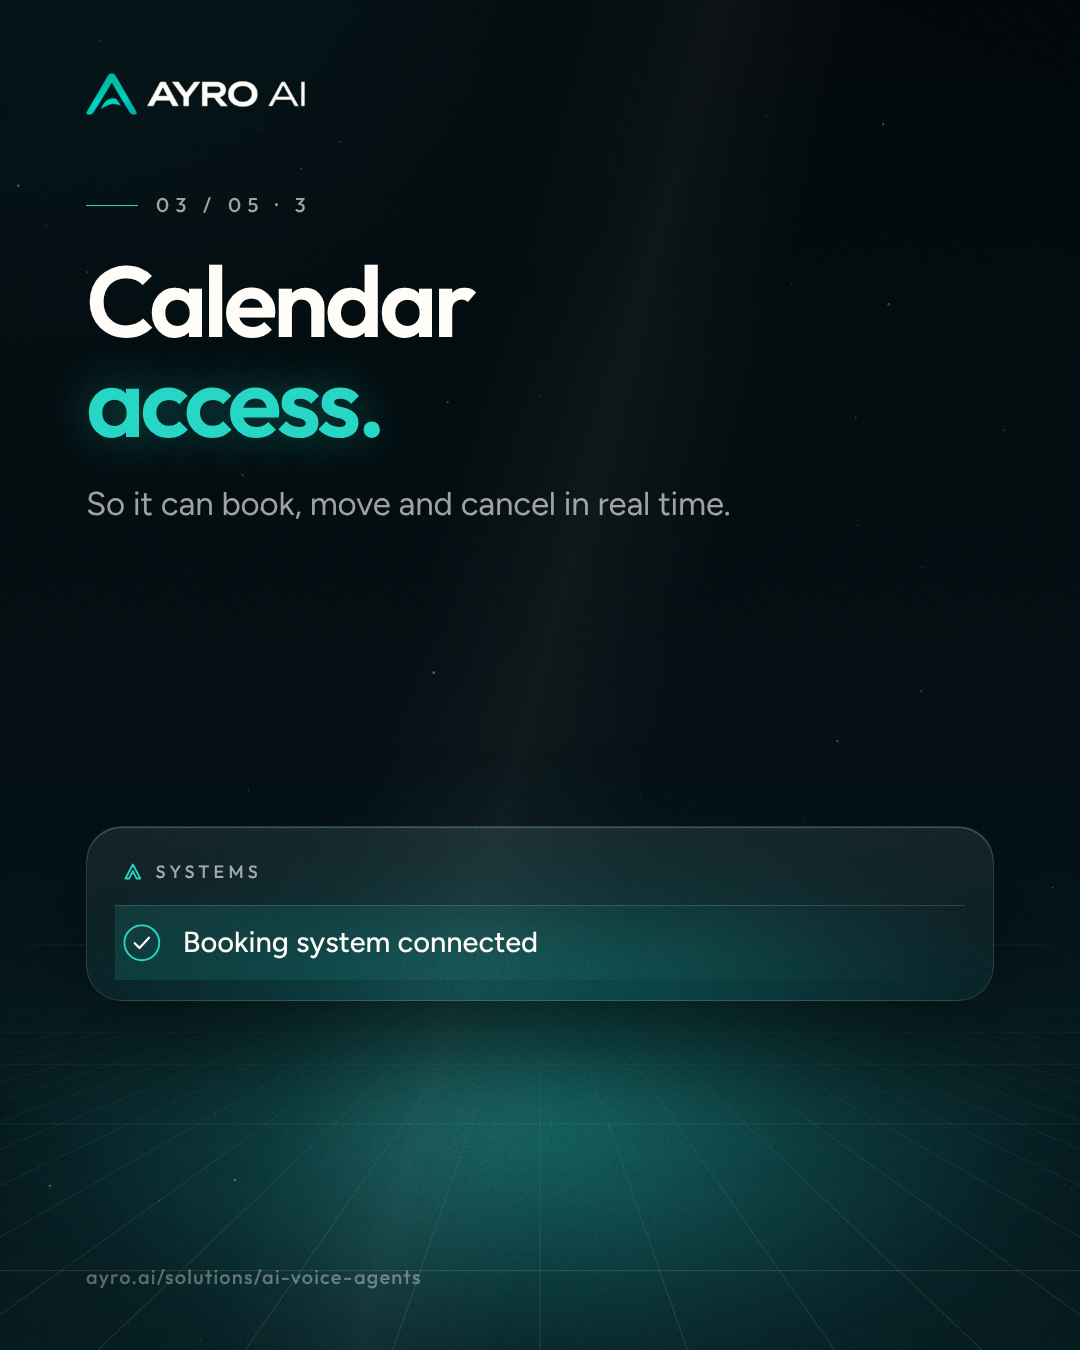 AYRO AI
03 / 05 · 3
Calendar
access.
So it can book, move and cancel in real time.
SYSTEMS
Booking system connected
ayro.ai/solutions/ai-voice-agents